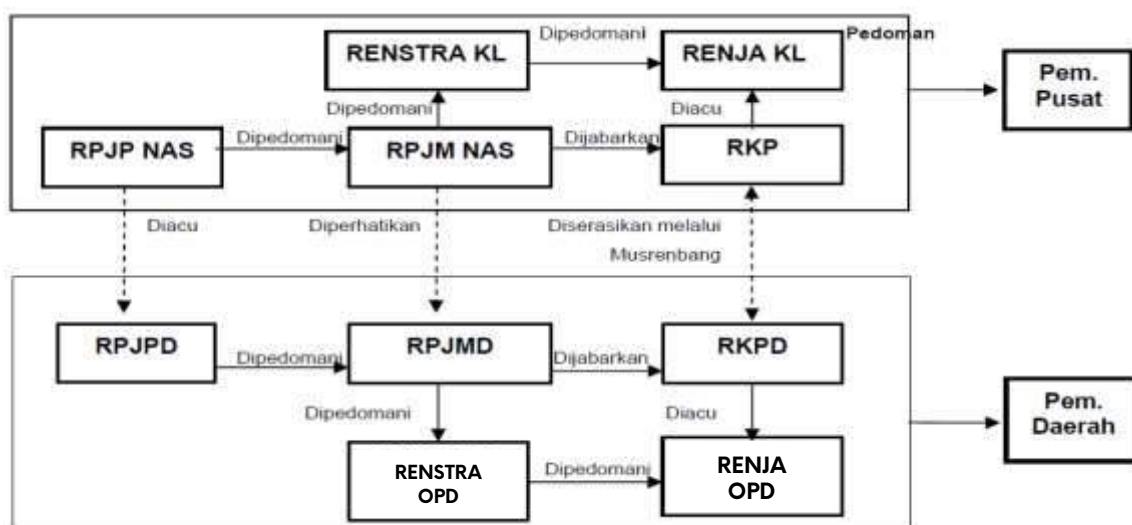 Dipedomani
Pedoman
RENSTRA KL
RENJA KL
Pem.
Pusat
Dipedomani
Diacu
RPJP NAS
Dipedomani
RPJM NAS
Dijabarkan
RKP
Diacu
Diperhatikan
Diserasikan melalui
Musrenbang
RPJPD
Dipedomani
RPJMD
Dijabarkan
RKPD
Pem.
Daerah
Dipedomani
Diacu
RENSTRA
OPD
Dipedomani
RENJA
OPD